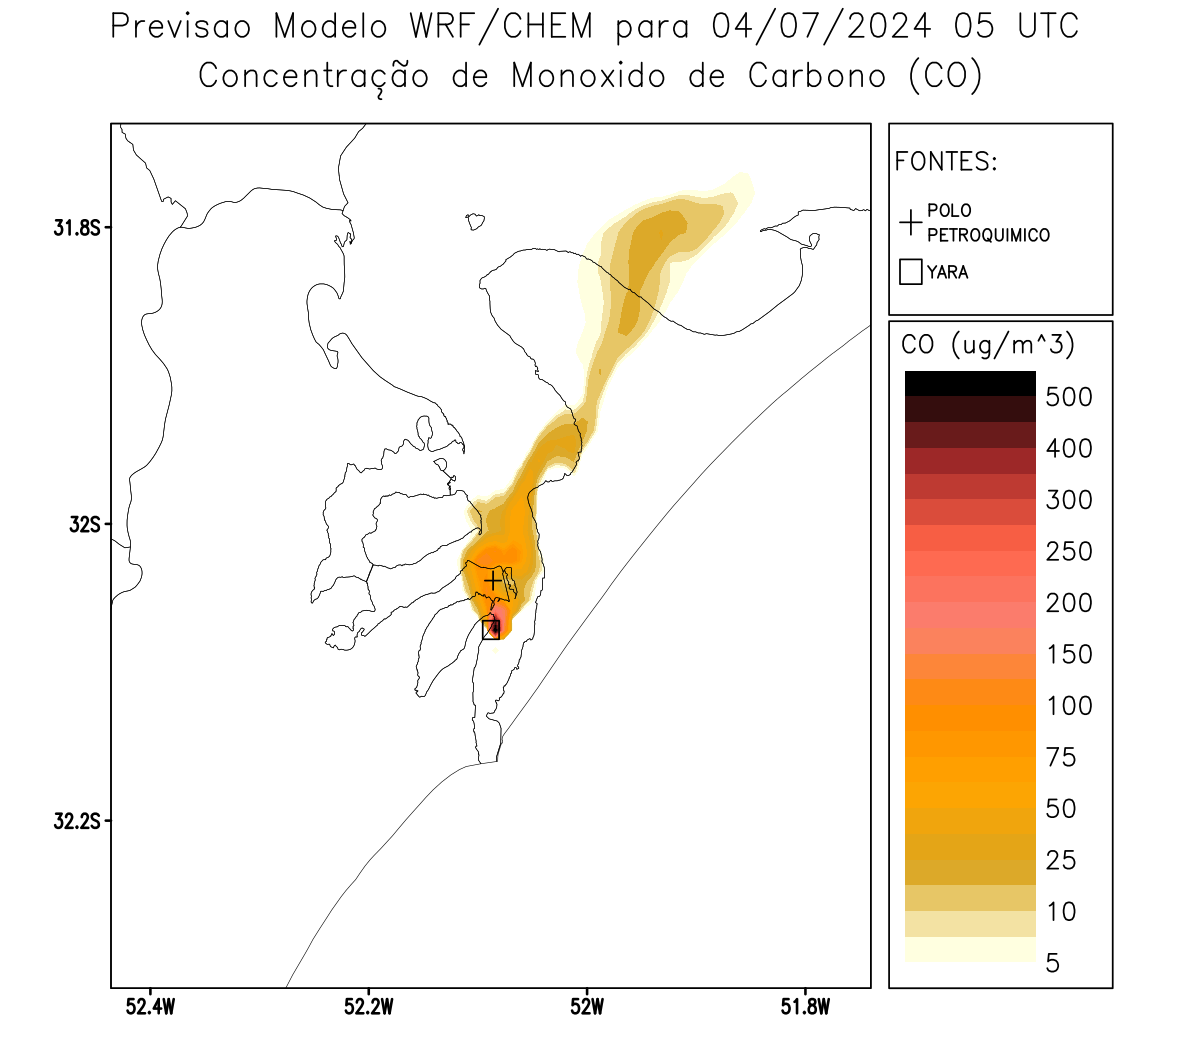 Previsao Modelo WRF/CHEM para 04/07/2024 05 UTC
Concentração de Monoxido de Carbono (CO)
FONTES:
POLO
PETROQUIMICO
YARA
CO (ug/m^3)
500
400
300
250
200
150
100
75
50
25
10
5
31.8S
32S
32.2S
52.4W
52.2W
52W
51.8W